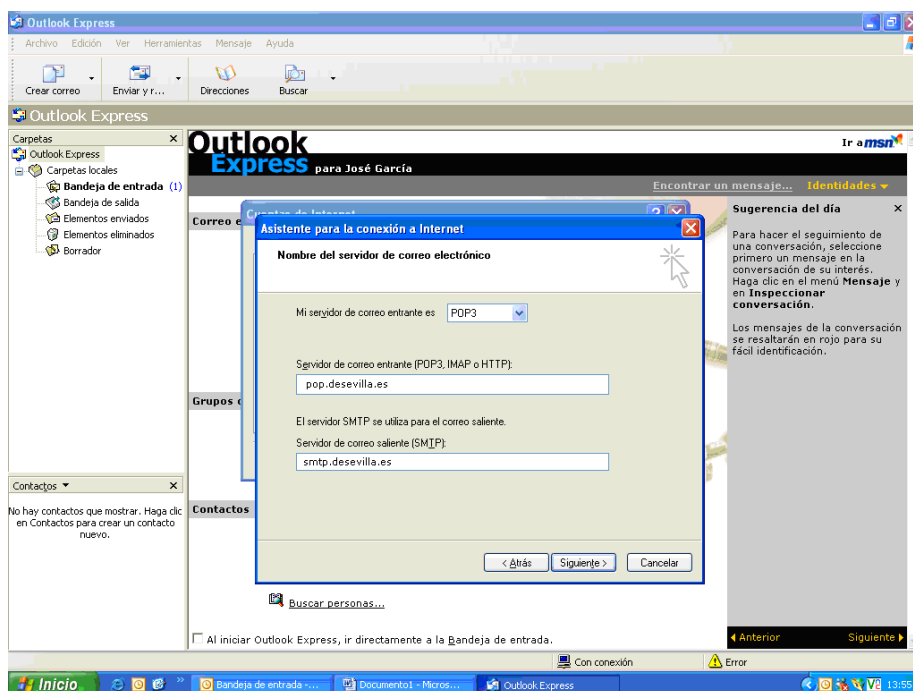 Outlook Express
Archivo Edición Ver Herramientas Mensaje Ayuda
Crear correo
Enviar y r...
Direcciones
Buscar
Outlook Express
Carpetas
Outlook Express
Carpetas locales
Bandeja de entrada (1)
Bandeja de salida
Elementos enviados
Elementos eliminados
Borrador
Contactos
No hay contactos que mostrar. Haga clic
en Contactos para crear un contacto
nuevo.
Outlook
Express para José García
Ir a msn
Encontrar un mensaje... Identidades
Correo e
Grupos
Contactos
Cuentas de Internet
Asistente para la conexión a Internet
Nombre del servidor de correo electrónico
Mi servidor de correo entrante es POP3
Servidor de correo entrante (POP3, IMAP o HTTP):
pop.desevilla.es
El servidor SMTP se utiliza para el correo saliente.
Servidor de correo saliente (SMTP):
smtp.desevilla.es
< Atrás Siguiente > Cancelar
Buscar personas...
Al iniciar Outlook Express, ir directamente a la Bandeja de entrada.
Sugerencia del día
Para hacer el seguimiento de
una conversación, seleccione
primero un mensaje en la
conversación de su interés.
Haga clic en el menú Mensaje y
en Inspeccionar
conversación.
Los mensajes de la conversación
se resaltarán en rojo para su
fácil identificación.
Anterior Siguiente
Con conexión
Error
Inicio
Bandeja de entrada -...
Documento1 - Micros...
Outlook Express
13:55